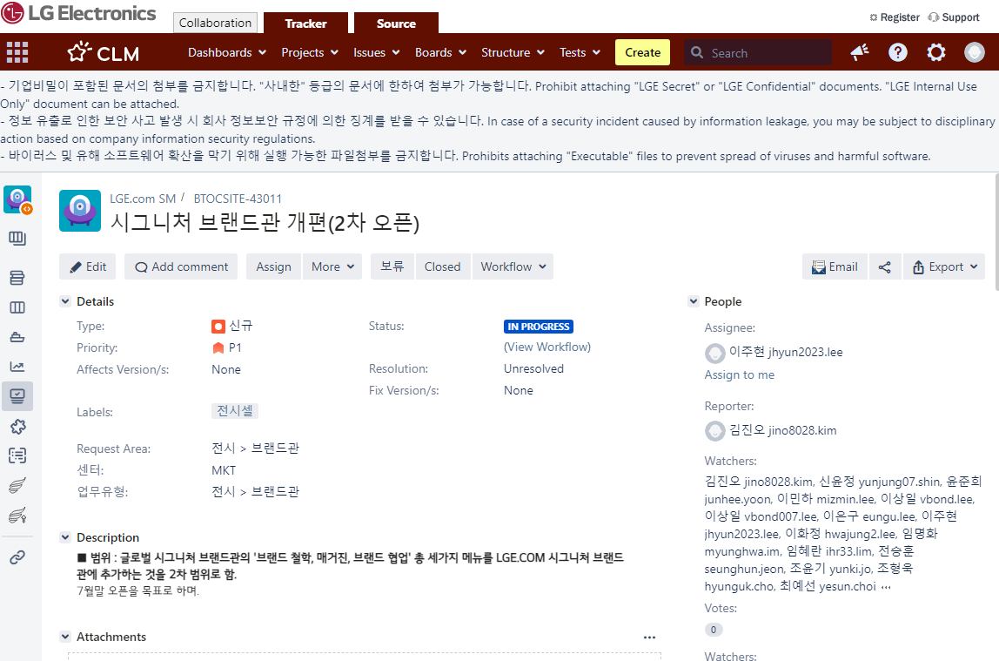 LG Electronics
Collaboration
Tracker
Source
Register
Support
CLM
Dashboards
Projects
Issues
Boards
Structure
Tests
Create
Search
- 기업비밀이 포함된 문서의 첨부를 금지합니다. "사내한" 등급의 문서에 한하여 첨부가 가능합니다. Prohibit attaching "LGE Secret" or "LGE Confidential" documents. "LGE Internal Use
Only" document can be attached.
- 정보 유출로 인한 보안 사고 발생 시 회사 정보보안 규정에 의한 징계를 받을 수 있습니다. In case of a security incident caused by information leakage, you may be subject to disciplinary
action based on company information security regulations.
- 바이러스 및 유해 소프트웨어 확산을 막기 위해 실행 가능한 파일첨부를 금지합니다. Prohibits attaching "Executable" files to prevent spread of viruses and harmful software.
LGE.com SM / BTOCSITE-43011
시그니처 브랜드관 개편(2차 오픈)
Edit
Add comment
Assign
More
보류
Closed
Workflow
Email
Export
Details
Type: 신규
Priority: P1
Affects Version/s: None
Labels: 전시셀
Request Area: 전시 > 브랜드관
센터: MKT
업무유형: 전시 > 브랜드관
Status: IN PROGRESS
(View Workflow)
Resolution: Unresolved
Fix Version/s: None
Description
■ 범위 : 글로벌 시그니처 브랜드관의 '브랜드 철학, 매거진, 브랜드 협업' 총 세가지 메뉴를 LGE.COM 시그니처 브랜드
관에 추가하는 것을 2차 범위로 함.
7월말 오픈을 목표로 하며.
Attachments
People
Assignee:
이주현 jhyun2023.lee
Assign to me
Reporter:
김진오 jino8028.kim
Watchers:
김진오 jino8028.kim, 신윤정 yunjung07.shin, 윤준희
junhee.yoon, 이민하 mizmin.lee, 이상일 vbond.lee,
이상일 vbond007.lee, 이은구 eungu.lee, 이주현
jhyun2023.lee, 이화정 hwajung2.lee, 임명화
myunghwa.im, 임혜란 ihr33.lim, 전승훈
seunghun.jeon, 조윤기 yunki.jo, 조형욱
hyunguk.cho, 최예선 yesun.choi ···
Votes:
0
Watchers: